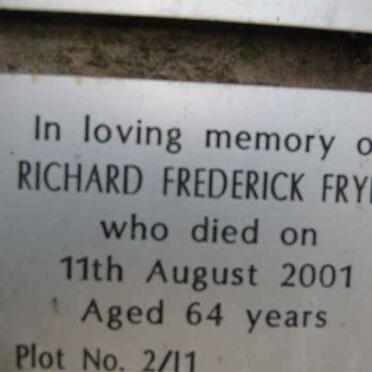 In loving memory
RICHARD FREDERICK
who died on
11th August 2001
Aged 64 years
Plot No. 2/11